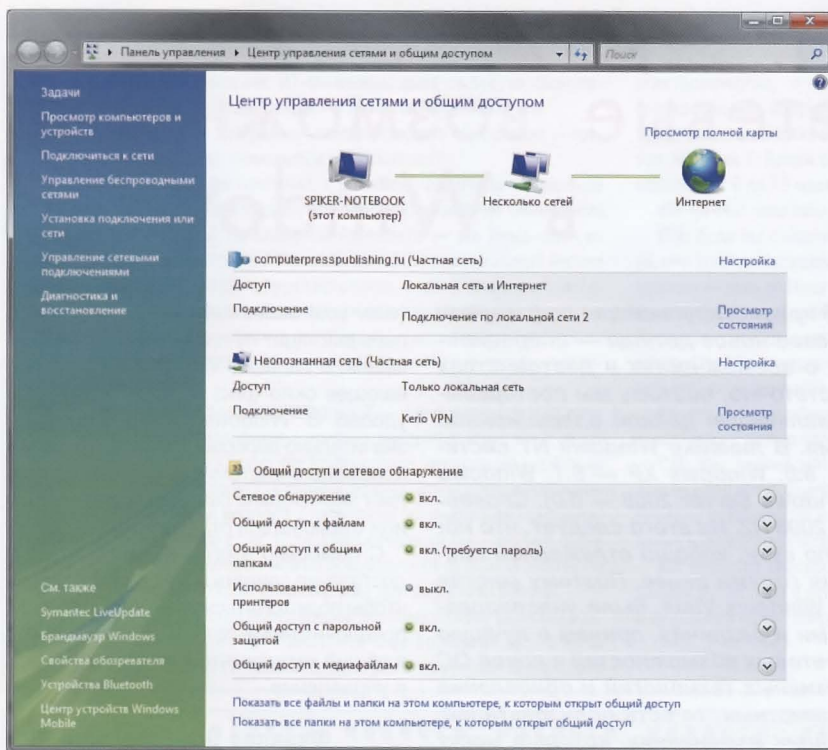 Панель управления
Центр управления сетями и общим доступом
Поиск
Задачи
Просмотр компьютеров и
устройств
Подключиться к сети
Управление беспроводными
сетями
Установка подключения или
сети
Управление сетевыми
подключениями
Диагностика и
восстановление
Центр управления сетями и общим доступом
Просмотр полной карты
SPIKER-NOTEBOOK
(этот компьютер)
Несколько сетей
Интернет
computerpresspublishing.ru (Частная сеть)
Настройка
Доступ
Локальная сеть и Интернет
Подключение
Подключение по локальной сети 2
Просмотр
состояния
Неопознанная сеть (Частная сеть)
Настройка
Доступ
Только локальная сеть
Подключение
Kerio VPN
Просмотр
состояния
Общий доступ и сетевое обнаружение
Сетевое обнаружение
вкл.
Общий доступ к файлам
вкл.
Общий доступ к общим
папкам
вкл. (требуется пароль)
Использование общих
принтеров
выкл.
Общий доступ с парольной
защитой
вкл.
Общий доступ к медиафайлам
вкл.
Показать все файлы и папки на этом компьютере, к которым открыт общий доступ
Показать все папки на этом компьютере, к которым открыт общий доступ
См. также
Symantec LiveUpdate
Брандмауэр Windows
Свойства обозревателя
Устройства Bluetooth
Центр устройств Windows
Mobile